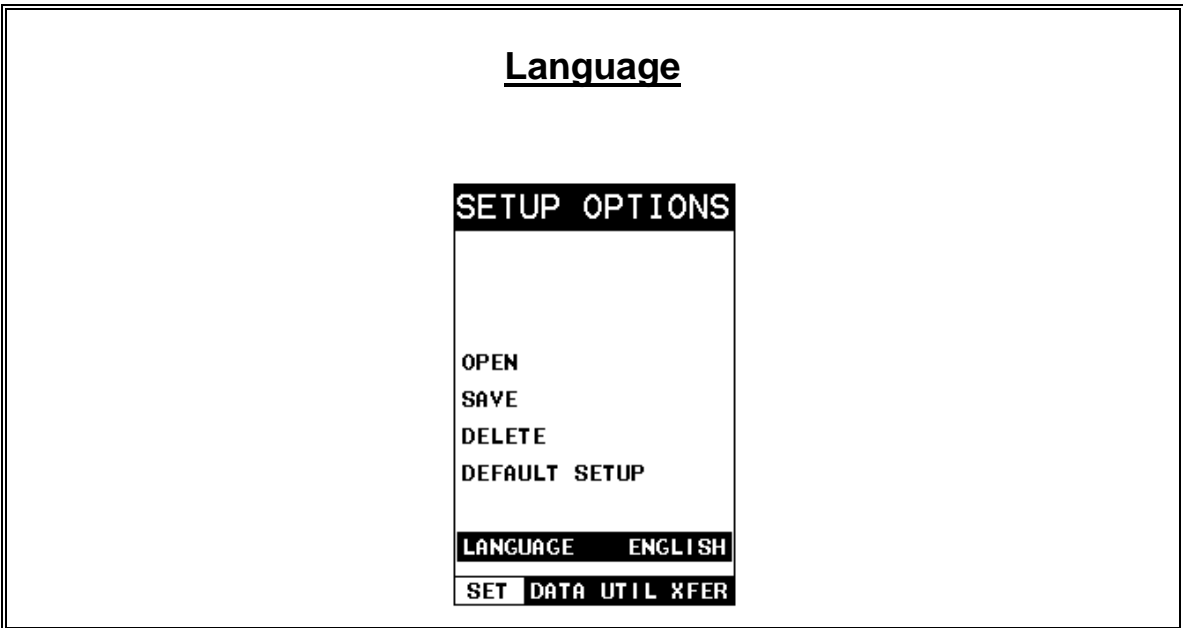 Language
SETUP OPTIONS
OPEN
SAVE
DELETE
DEFAULT SETUP
LANGUAGE ENGLISH
SET DATA UTIL XFER